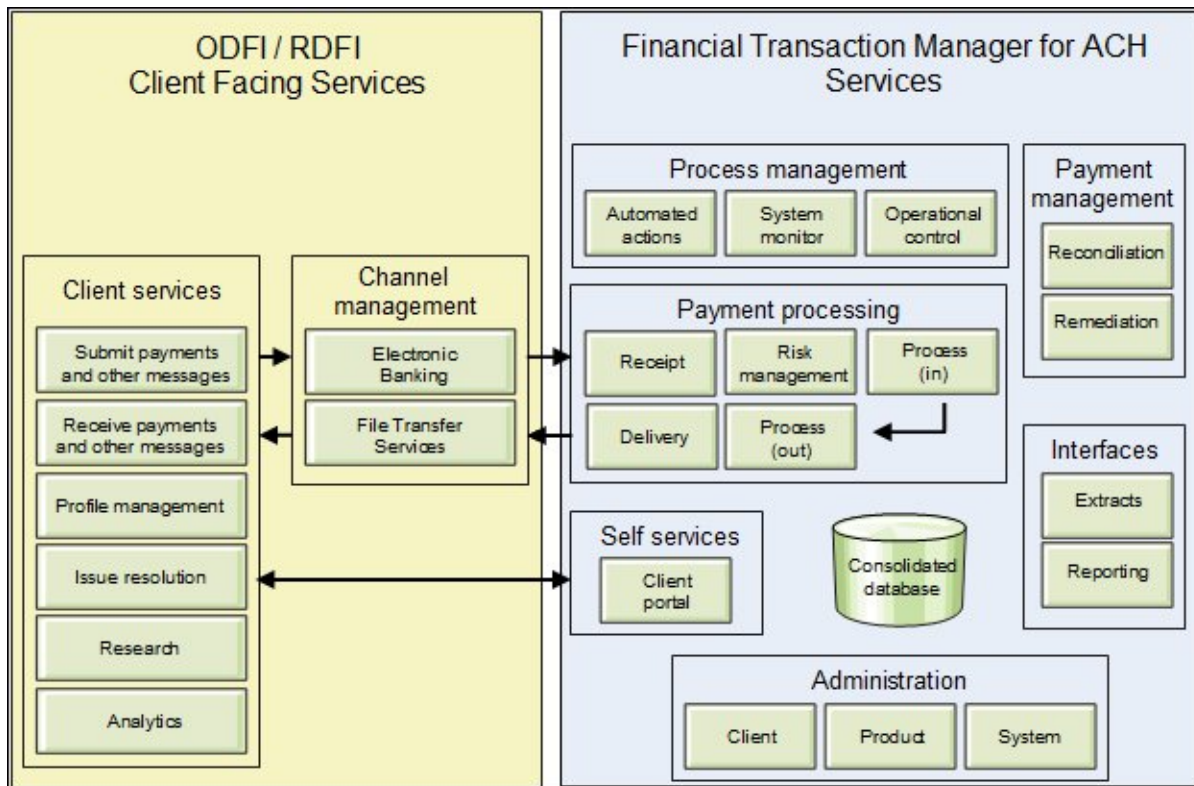 ODFI / RDFI
Client Facing Services
Client services
Submit payments
and other messages
Receive payments
and other messages
Profile management
Issue resolution
Research
Analytics
Channel
management
Electronic
Banking
File Transfer
Services
Financial Transaction Manager for ACH
Services
Process management
Automated
actions
System
monitor
Operational
control
Payment
management
Reconciliation
Remediation
Payment processing
Receipt
Risk
management
Process
(in)
Delivery
Process
(out)
Interfaces
Extracts
Reporting
Self services
Client
portal
Consolidated
database
Administration
Client
Product
System